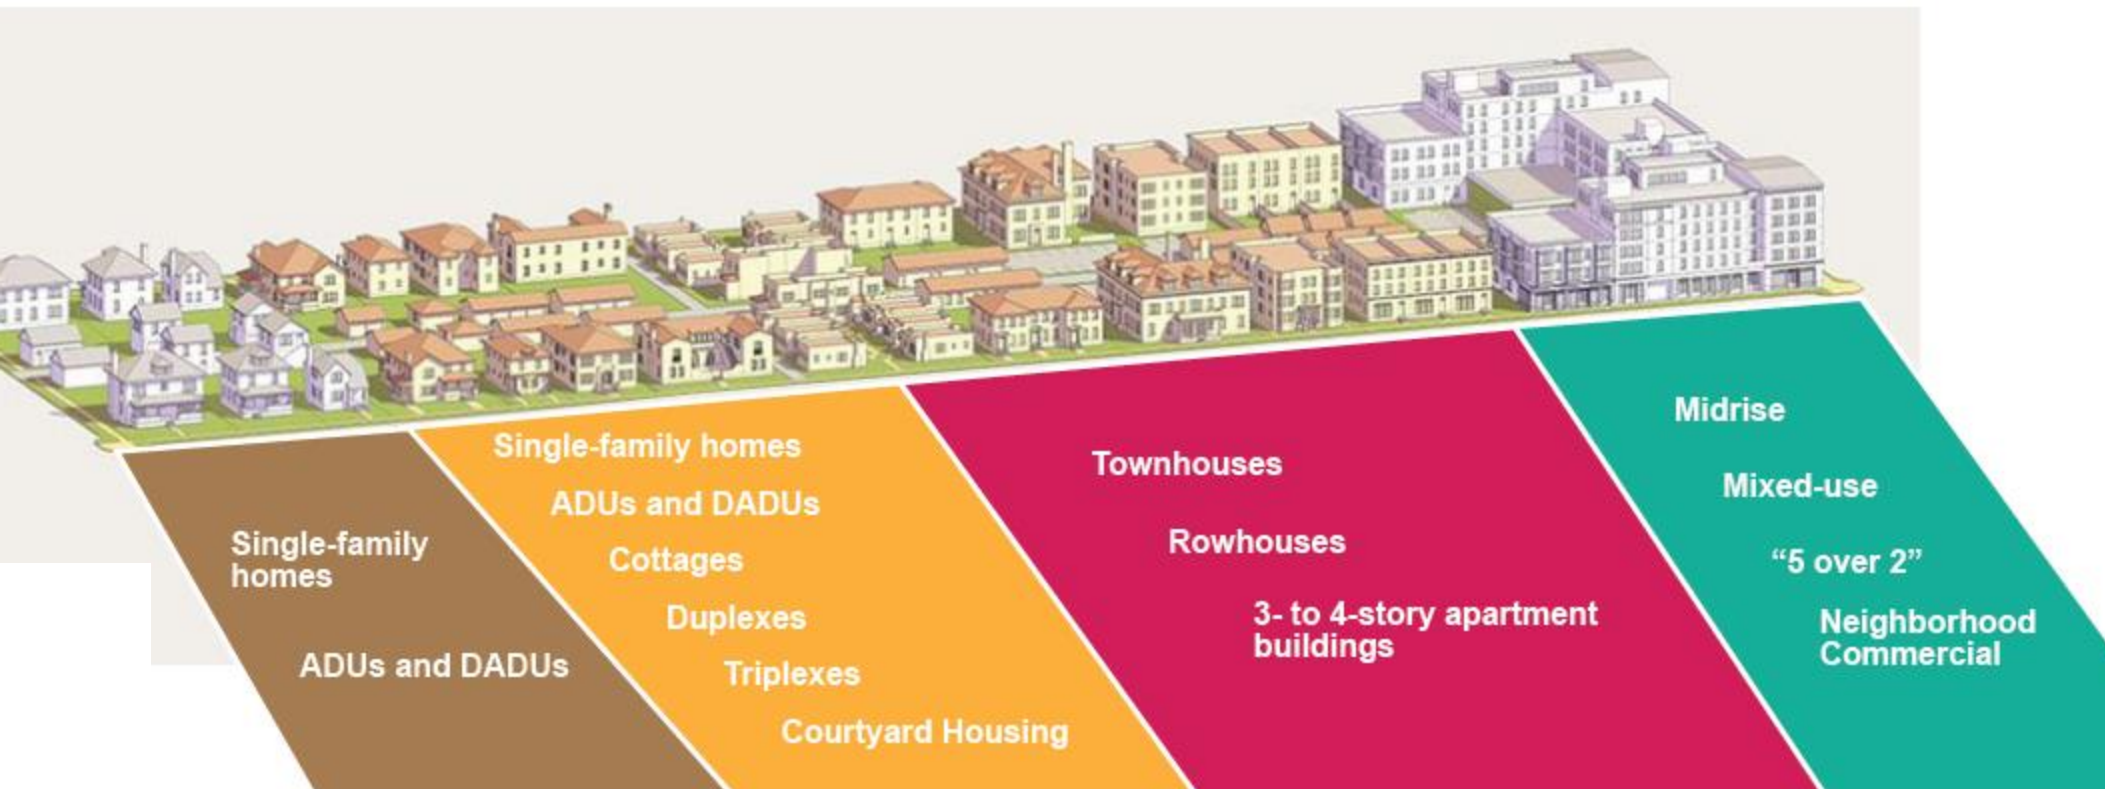 Single-family
homes
ADUs and DADUs
Single-family homes
ADUs and DADUs
Cottages
Duplexes
Triplexes
Courtyard Housing
Townhouses
Rowhouses
3- to 4-story apartment
buildings
Midrise
Mixed-use
“5 over 2”
Neighborhood
Commercial